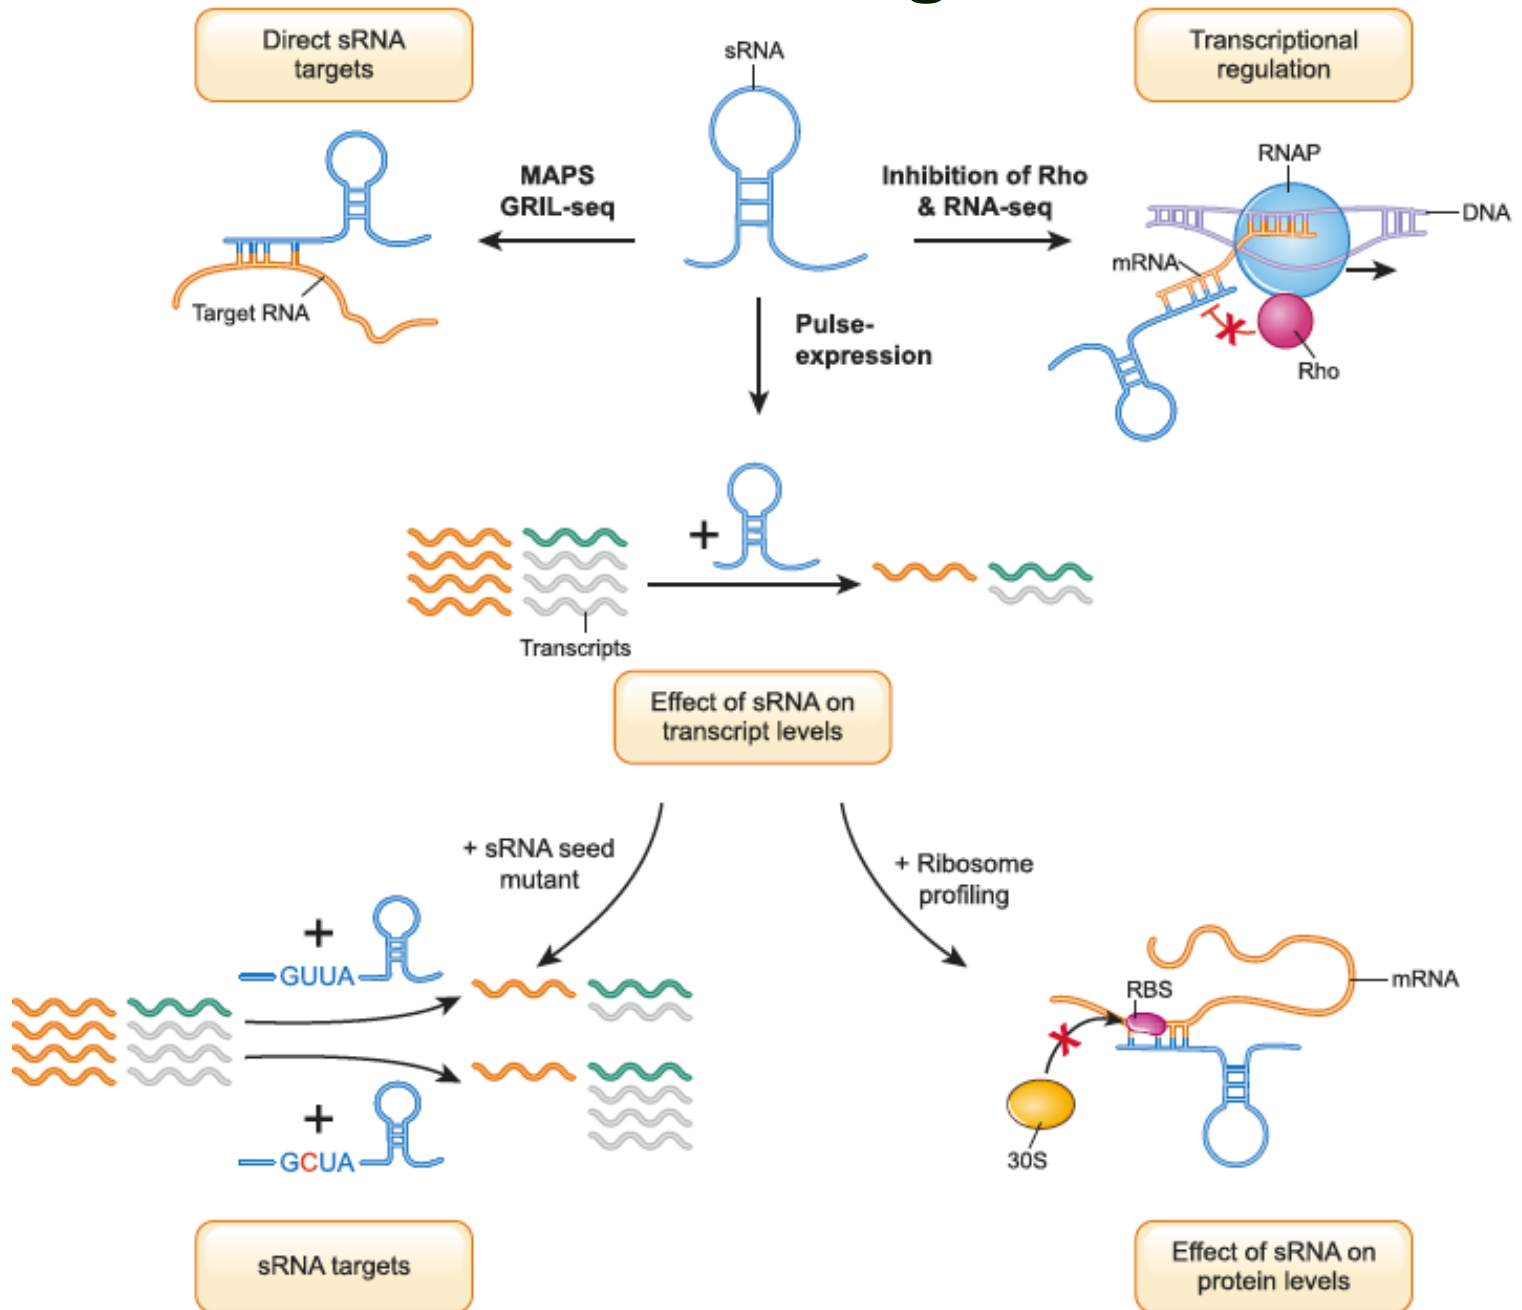 Direct sRNA
targets
sRNA
Transcriptional
regulation
MAPS
GRIL-seq
Inhibition of Rho
& RNA-seq
RNAP
DNA
mRNA
Target RNA
Rho
Pulse-
expression
+
Transcripts
Effect of sRNA on
transcript levels
+ sRNA seed
mutant
+ Ribosome
profiling
+
GUUA
+
GCUA
RBS
mRNA
30S
sRNA targets
Effect of sRNA on
protein levels